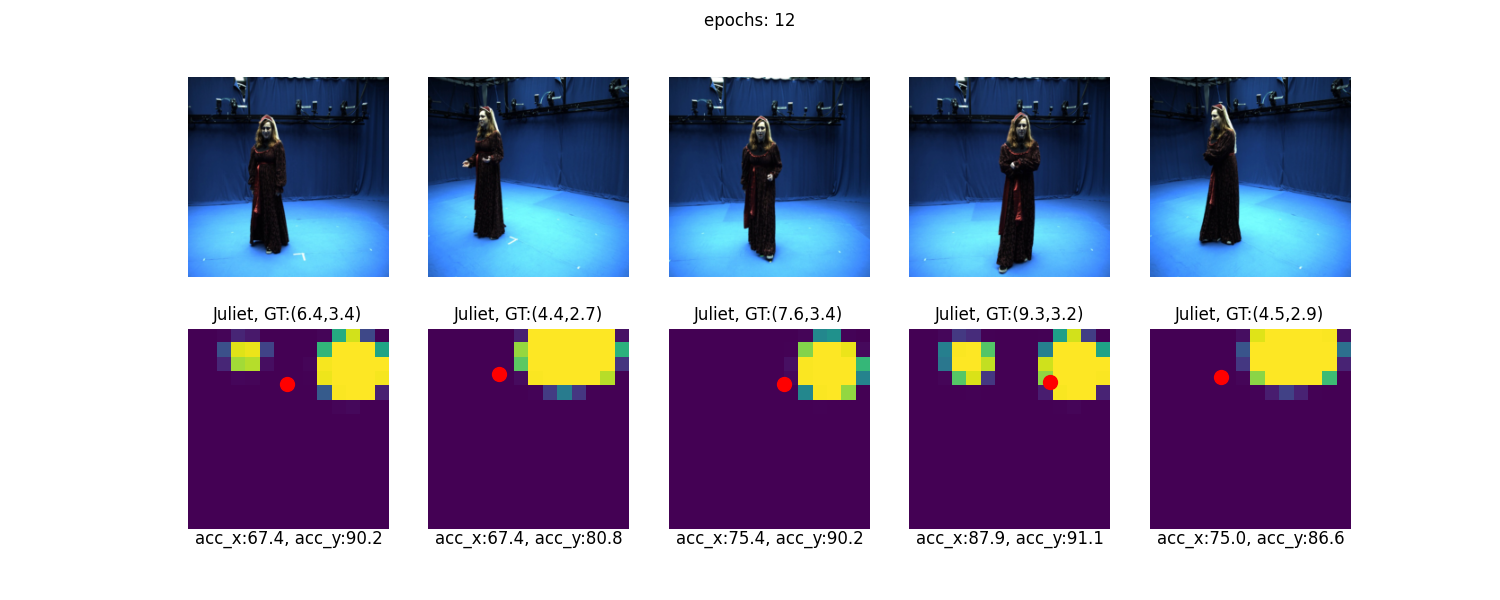 epochs: 12
Juliet, GT:(6.4,3.4)
Juliet, GT:(4.4,2.7)
Juliet, GT:(7.6,3.4)
Juliet, GT:(9.3,3.2)
Juliet, GT:(4.5,2.9)
acc_x:67.4, acc_y:90.2
acc_x:67.4, acc_y:80.8
acc_x:75.4, acc_y:90.2
acc_x:87.9, acc_y:91.1
acc_x:75.0, acc_y:86.6